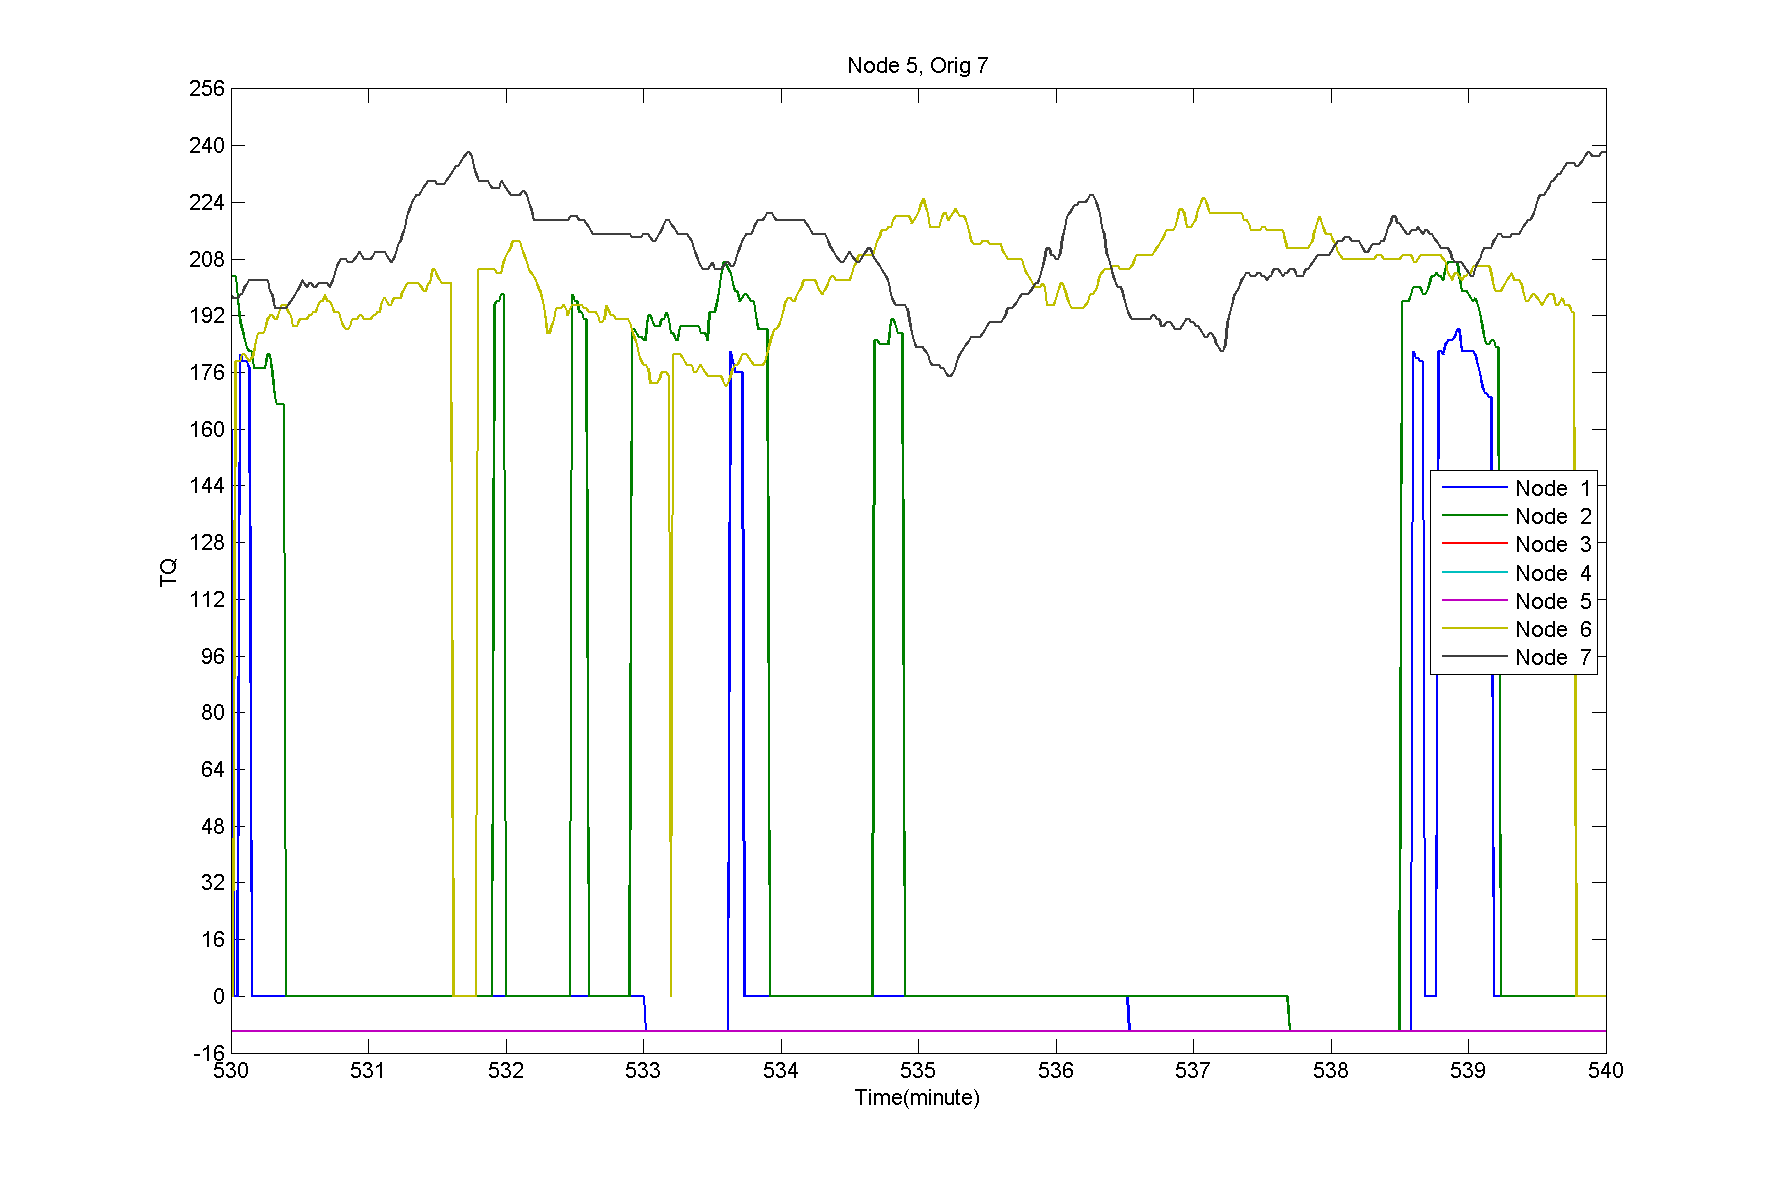 Node 5, Orig 7
256
240
224
208
192
176
160
144
128
112
96
80
64
48
32
16
0
-16
TQ
530 531 532 533 534 535 536 537 538 539 540
Time(minute)
Node 1
Node 2
Node 3
Node 4
Node 5
Node 6
Node 7